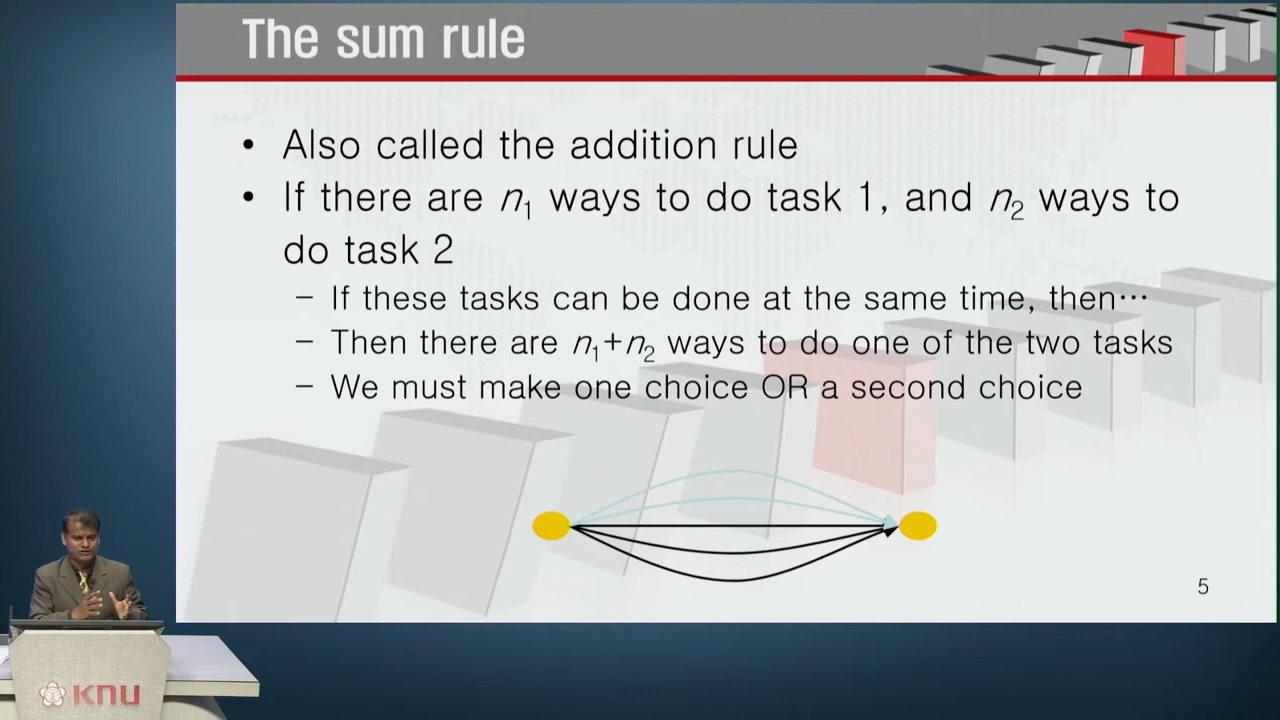 The sum rule
• Also called the addition rule
• If there are n₁ ways to do task 1, and n₂ ways to
do task 2
– If these tasks can be done at the same time, then…
– Then there are n₁+n₂ ways to do one of the two tasks
– We must make one choice OR a second choice
5
KNU